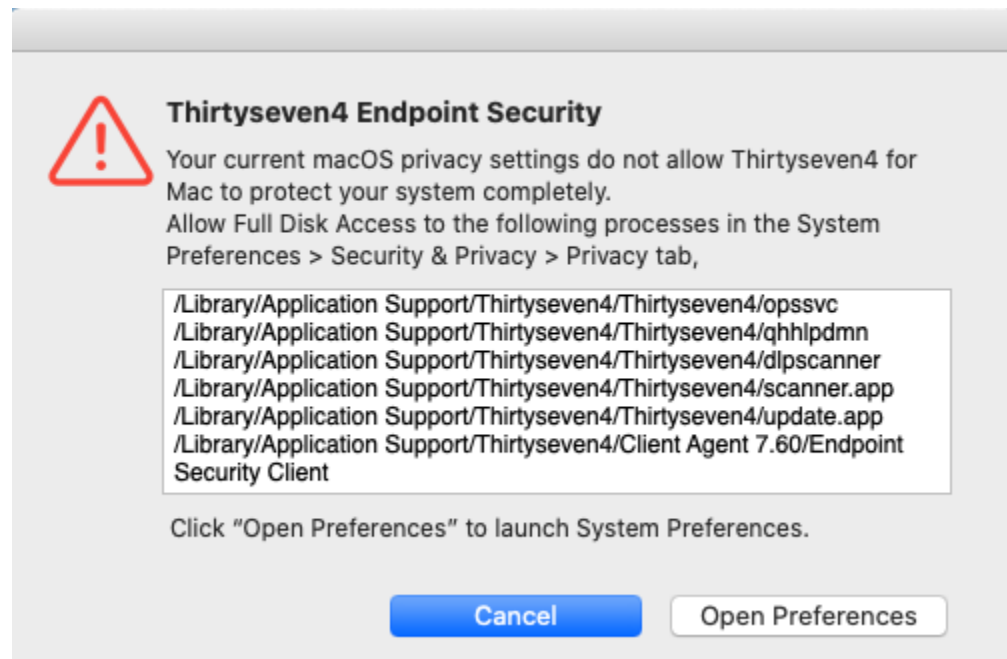 Thirtyseven4 Endpoint Security
Your current macOS privacy settings do not allow Thirtyseven4 for
Mac to protect your system completely.
Allow Full Disk Access to the following processes in the System
Preferences > Security & Privacy > Privacy tab,
/Library/Application Support/Thirtyseven4/Thirtyseven4/opssvc
/Library/Application Support/Thirtyseven4/Thirtyseven4/qhhlpdmn
/Library/Application Support/Thirtyseven4/Thirtyseven4/dlpscanner
/Library/Application Support/Thirtyseven4/Thirtyseven4/scanner.app
/Library/Application Support/Thirtyseven4/Thirtyseven4/update.app
/Library/Application Support/Thirtyseven4/Client Agent 7.60/Endpoint
Security Client
Click “Open Preferences” to launch System Preferences.
Cancel
Open Preferences